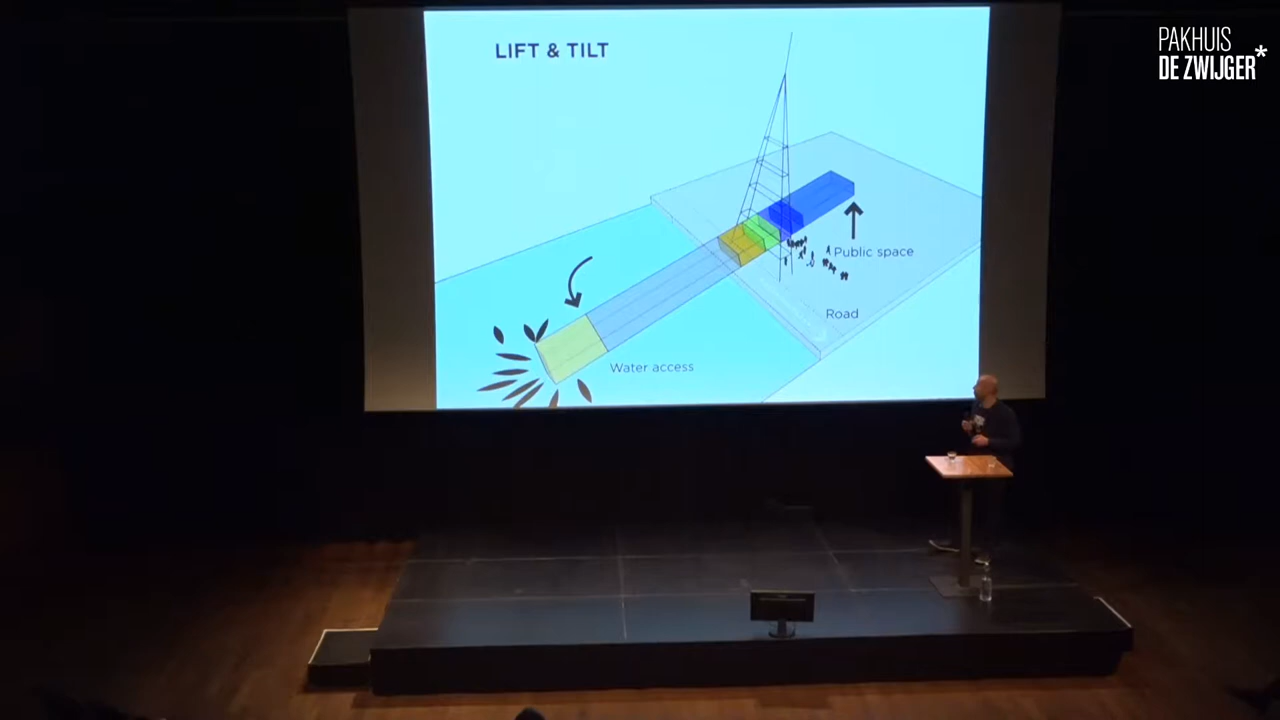 LIFT & TILT
PAKHUIS
DE ZWIJGER*
Public space
Road
Water access